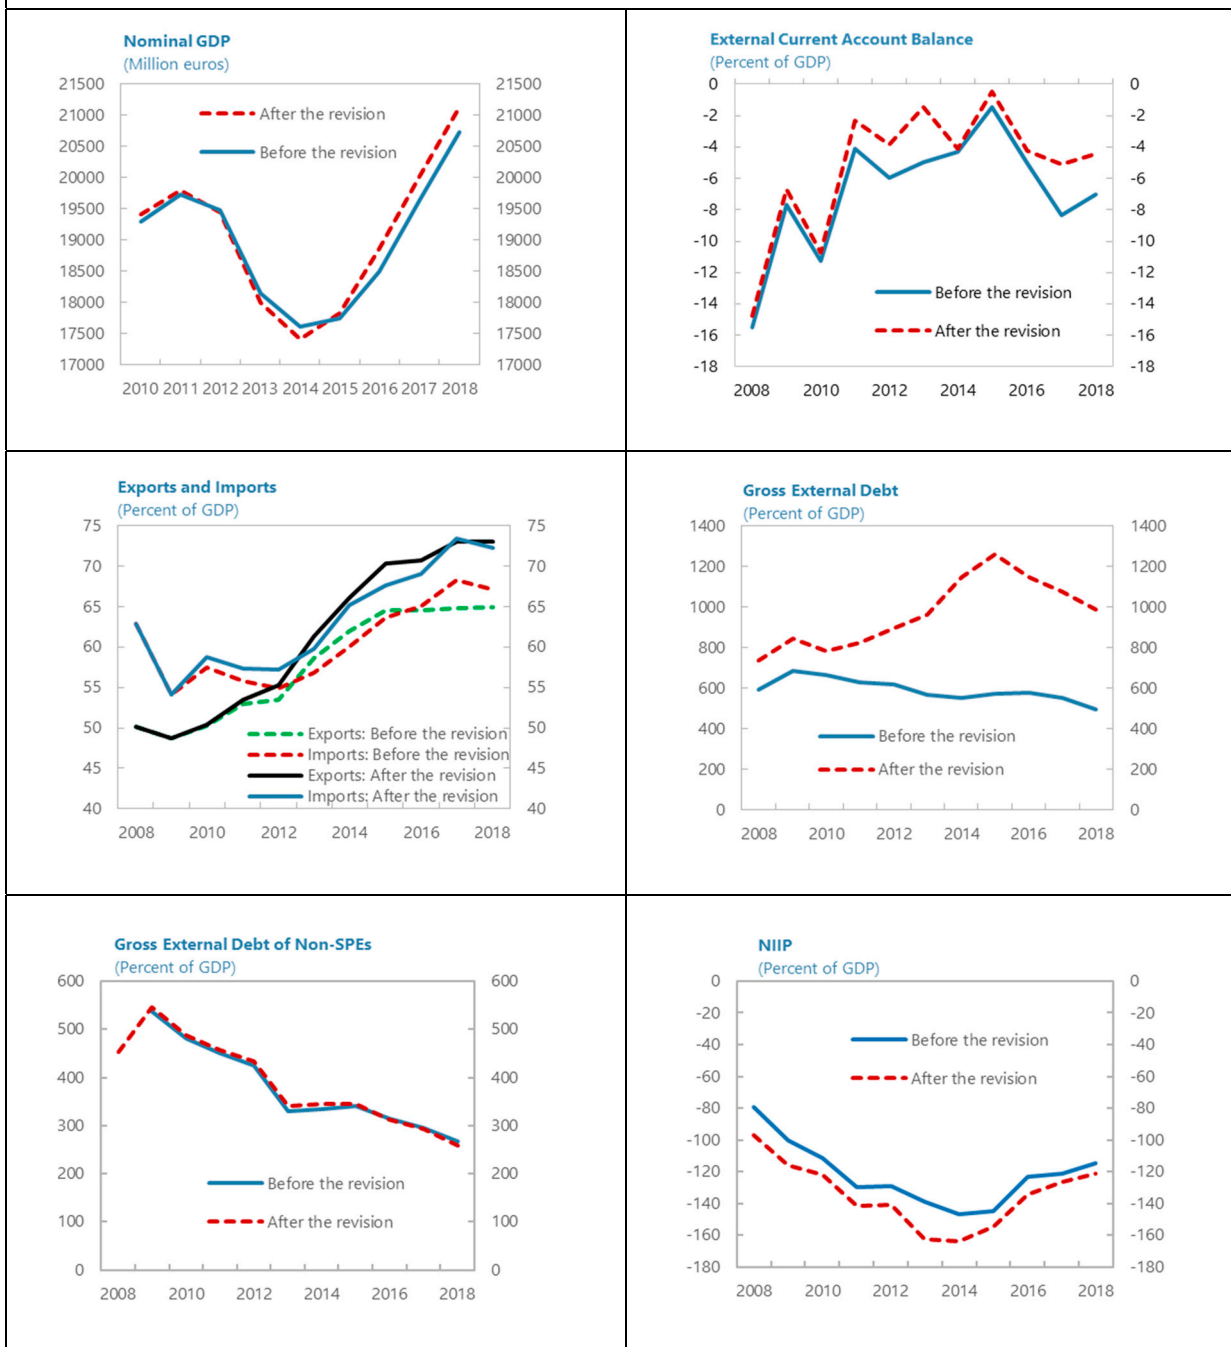 Nominal GDP
(Million euros)
21500 21500
21000 21000
20500 20500
20000 20000
19500 19500
19000 19000
18500 18500
18000 18000
17500 17500
17000 17000
After the revision
Before the revision
2010 2011 2012 2013 2014 2015 2016 2017 2018
External Current Account Balance
(Percent of GDP)
0 0
-2 -2
-4 -4
-6 -6
-8 -8
-10 -10
-12 -12
-14 -14
-16 -16
-18 -18
Before the revision
After the revision
2008 2010 2012 2014 2016 2018
Exports and Imports
(Percent of GDP)
75 75
70 70
65 65
60 60
55 55
50 50
45 45
40 40
Exports: Before the revision
Imports: Before the revision
Exports: After the revision
Imports: After the revision
2008 2010 2012 2014 2016 2018
Gross External Debt
(Percent of GDP)
1400 1400
1200 1200
1000 1000
800 800
600 600
400 400
200 200
0 0
Before the revision
After the revision
2008 2010 2012 2014 2016 2018
Gross External Debt of Non-SPEs
(Percent of GDP)
600 600
500 500
400 400
300 300
200 200
100 100
0 0
Before the revision
After the revision
2008 2010 2012 2014 2016 2018
NIIP
(Percent of GDP)
0 0
-20 -20
-40 -40
-60 -60
-80 -80
-100 -100
-120 -120
-140 -140
-160 -160
-180 -180
Before the revision
After the revision
2008 2010 2012 2014 2016 2018